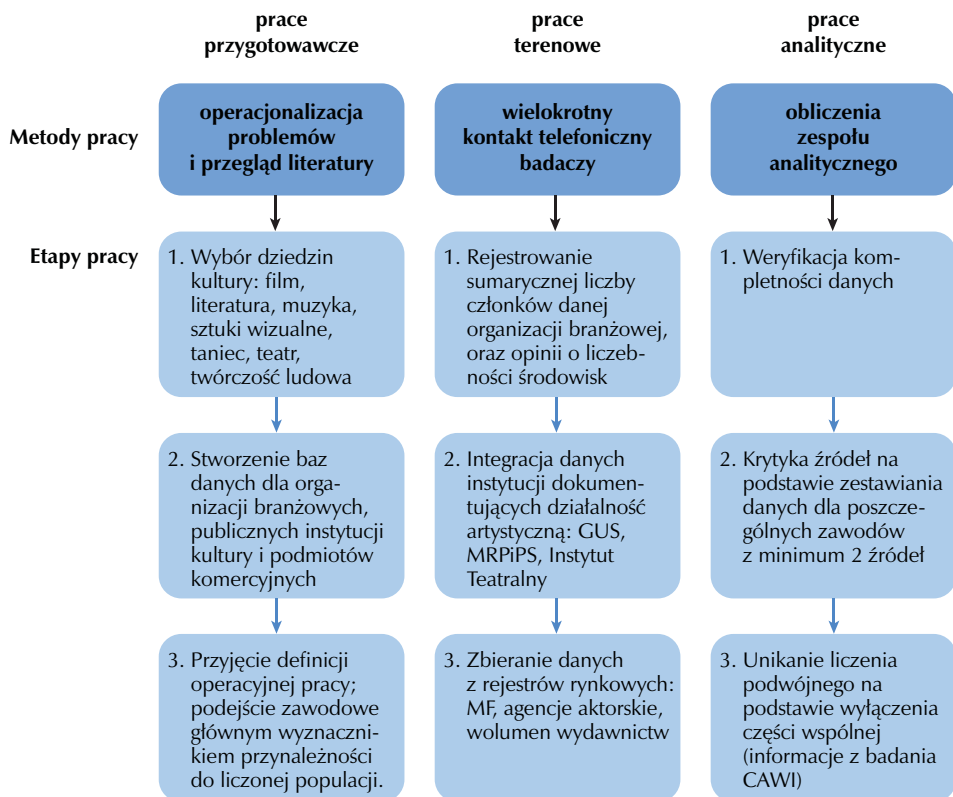 prace
przygotowawcze
prace
terenowe
prace
analityczne
Metody pracy
operacjonalizacja
problemów
i przegląd literatury
wielokrotny
kontakt telefoniczny
badaczy
obliczenia
zespołu
analitycznego
Etapy pracy
1. Wybór dziedzin
kultury: film,
literatura, muzyka,
sztuki wizualne,
taniec, teatr,
twórczość ludowa
1. Rejestrowanie
sumarycznej liczby
członków danej
organizacji branżowej,
oraz opinii o liczeb-
ności środowisk
1. Weryfikacja kom-
pletności danych
2. Stworzenie baz
danych dla orga-
nizacji branżowych,
publicznych instytucji
kultury i podmiotów
komercyjnych
2. Integracja danych
instytucji dokumen-
tujących działalność
artystyczną: GUS,
MRPiPS, Instytut
Teatralny
2. Krytyka źródeł na
podstawie zestawiania
danych dla poszcze-
gólnych zawodów
z minimum 2 źródeł
3. Przyjęcie definicji
operacyjnej pracy;
podejście zawodowe
głównym wyznaczni-
kiem przynależności
do liczonej populacji.
3. Zbieranie danych
z rejestrów rynkowych:
MF, agencje aktorskie,
wolumen wydawnictw
3. Unikanie liczenia
podwójnego na
podstawie wyłączenia
części wspólnej
(informacje z badania
CAWI)